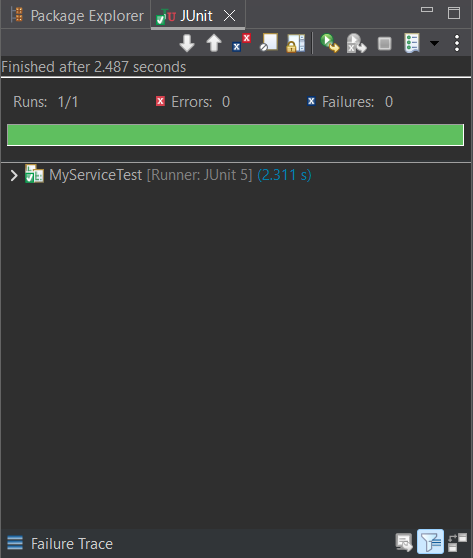 Package Explorer
JUnit
Finished after 2.487 seconds
Runs: 1/1
Errors: 0
Failures: 0
MyServiceTest [Runner: JUnit 5] (2.311 s)
Failure Trace